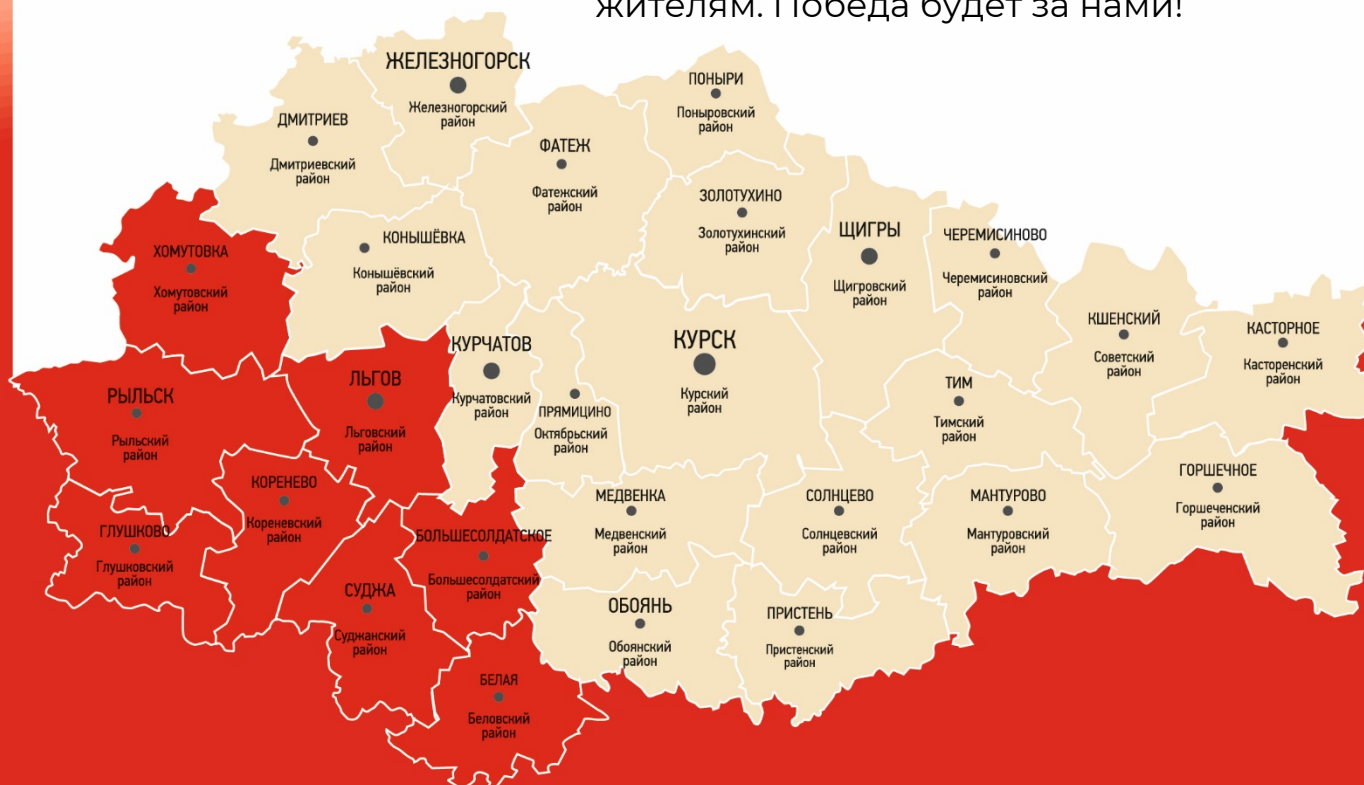 жителям. Победа будет за нами!
ЖЕЛЕЗНОГОРСК
Железногорский
район
ПОНЫРИ
Поныровский
район
ДМИТРИЕВ
Дмитриевский
район
ФАТЕЖ
Фатежский
район
ЗОЛОТУХИНО
Золотухинский
район
ХОМУТОВКА
Хомутовский
район
КОНЫШЁВКА
Конышёвский
район
ЩИГРЫ
Щигровский
район
ЧЕРЕМИСИНОВО
Черемисиновский
район
КШЕНСКИЙ
Советский
район
КАСТОРНОЕ
Касторенский
район
РЫЛЬСК
Рыльский
район
ЛЬГОВ
Льговский
район
КУРЧАТОВ
Курчатовский
район
ПРЯМИЦИНО
Октябрьский
район
КУРСК
Курский
район
ТИМ
Тимский
район
ГОРШЕЧНОЕ
Горшеченский
район
ГЛУШКОВО
Глушковский
район
КОРЕНЕВО
Кореневский
район
БОЛЬШЕСОЛДАТСКОЕ
Большесолдатский
район
МЕДВЕНКА
Медвенский
район
СОЛНЦЕВО
Солнцевский
район
МАНТУРОВО
Мантуровский
район
СУДЖА
Суджанский
район
ОБОЯНЬ
Обоянский
район
ПРИСТЕНЬ
Пристенский
район
БЕЛАЯ
Беловский
район